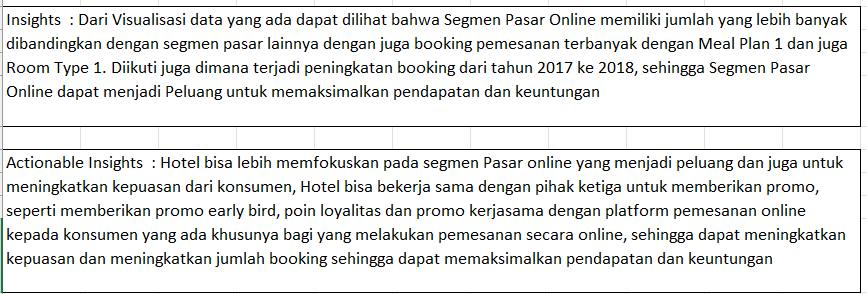 Insights  : Dari Visualisasi data yang ada dapat dilihat bahwa Segmen Pasar Online memiliki jumlah yang lebih banyak
dibandingkan dengan segmen pasar lainnya dengan juga booking pemesanan terbanyak dengan Meal Plan 1 dan juga
Room Type 1. Diikuti juga dimana terjadi peningkatan booking dari tahun 2017 ke 2018, sehingga Segmen Pasar
Online dapat menjadi Peluang untuk memaksimalkan pendapatan dan keuntungan
Actionable Insights  : Hotel bisa lebih memfokuskan pada segmen Pasar online yang menjadi peluang dan juga untuk
meningkatkan kepuasan dari konsumen, Hotel bisa bekerja sama dengan pihak ketiga untuk memberikan promo,
seperti memberikan promo early bird, poin loyalitas dan promo kerjasama dengan platform pemesanan online
kepada konsumen yang ada khusunya bagi yang melakukan pemesanan secara online, sehingga dapat meningkatkan
kepuasan dan meningkatkan jumlah booking sehingga dapat memaksimalkan pendapatan dan keuntungan